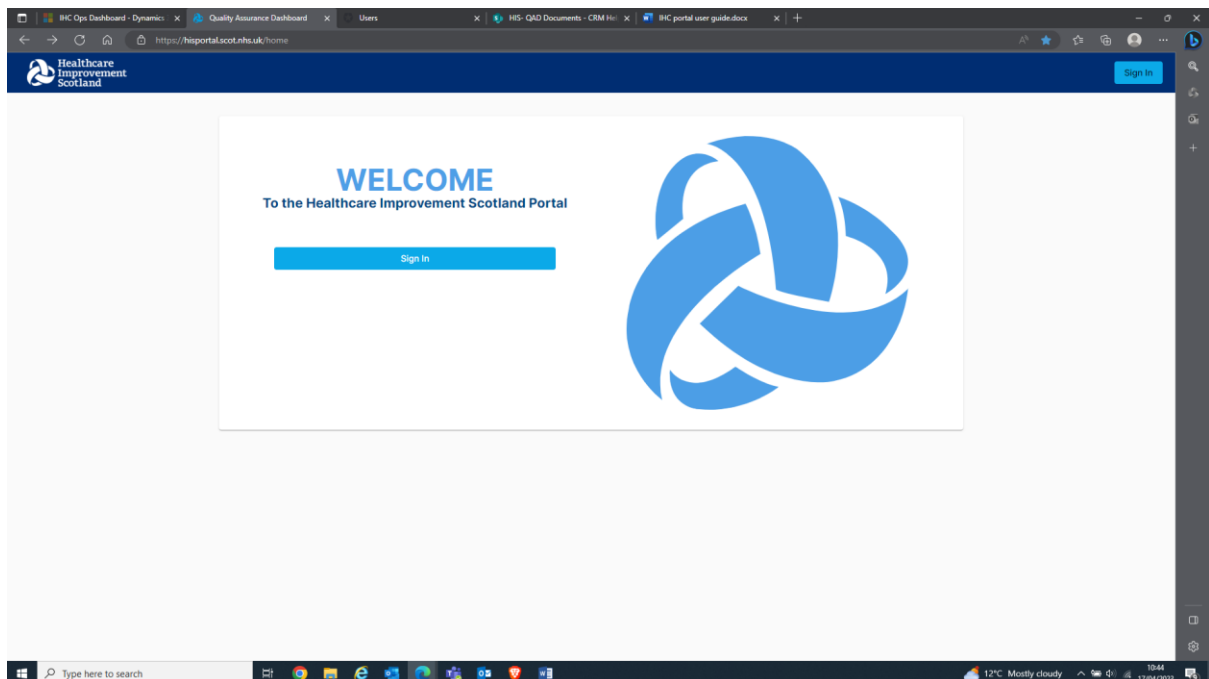 IHC Ops Dashboard - Dynamics
Quality Assurance Dashboard
Users
HIS- QAD Documents - CRM Hel
IHC portal user guide.docx
https://hisportal.scot.nhs.uk/home
Healthcare
Improvement
Scotland
Sign In
WELCOME
To the Healthcare Improvement Scotland Portal
Sign In
Type here to search
12°C Mostly cloudy
10:44